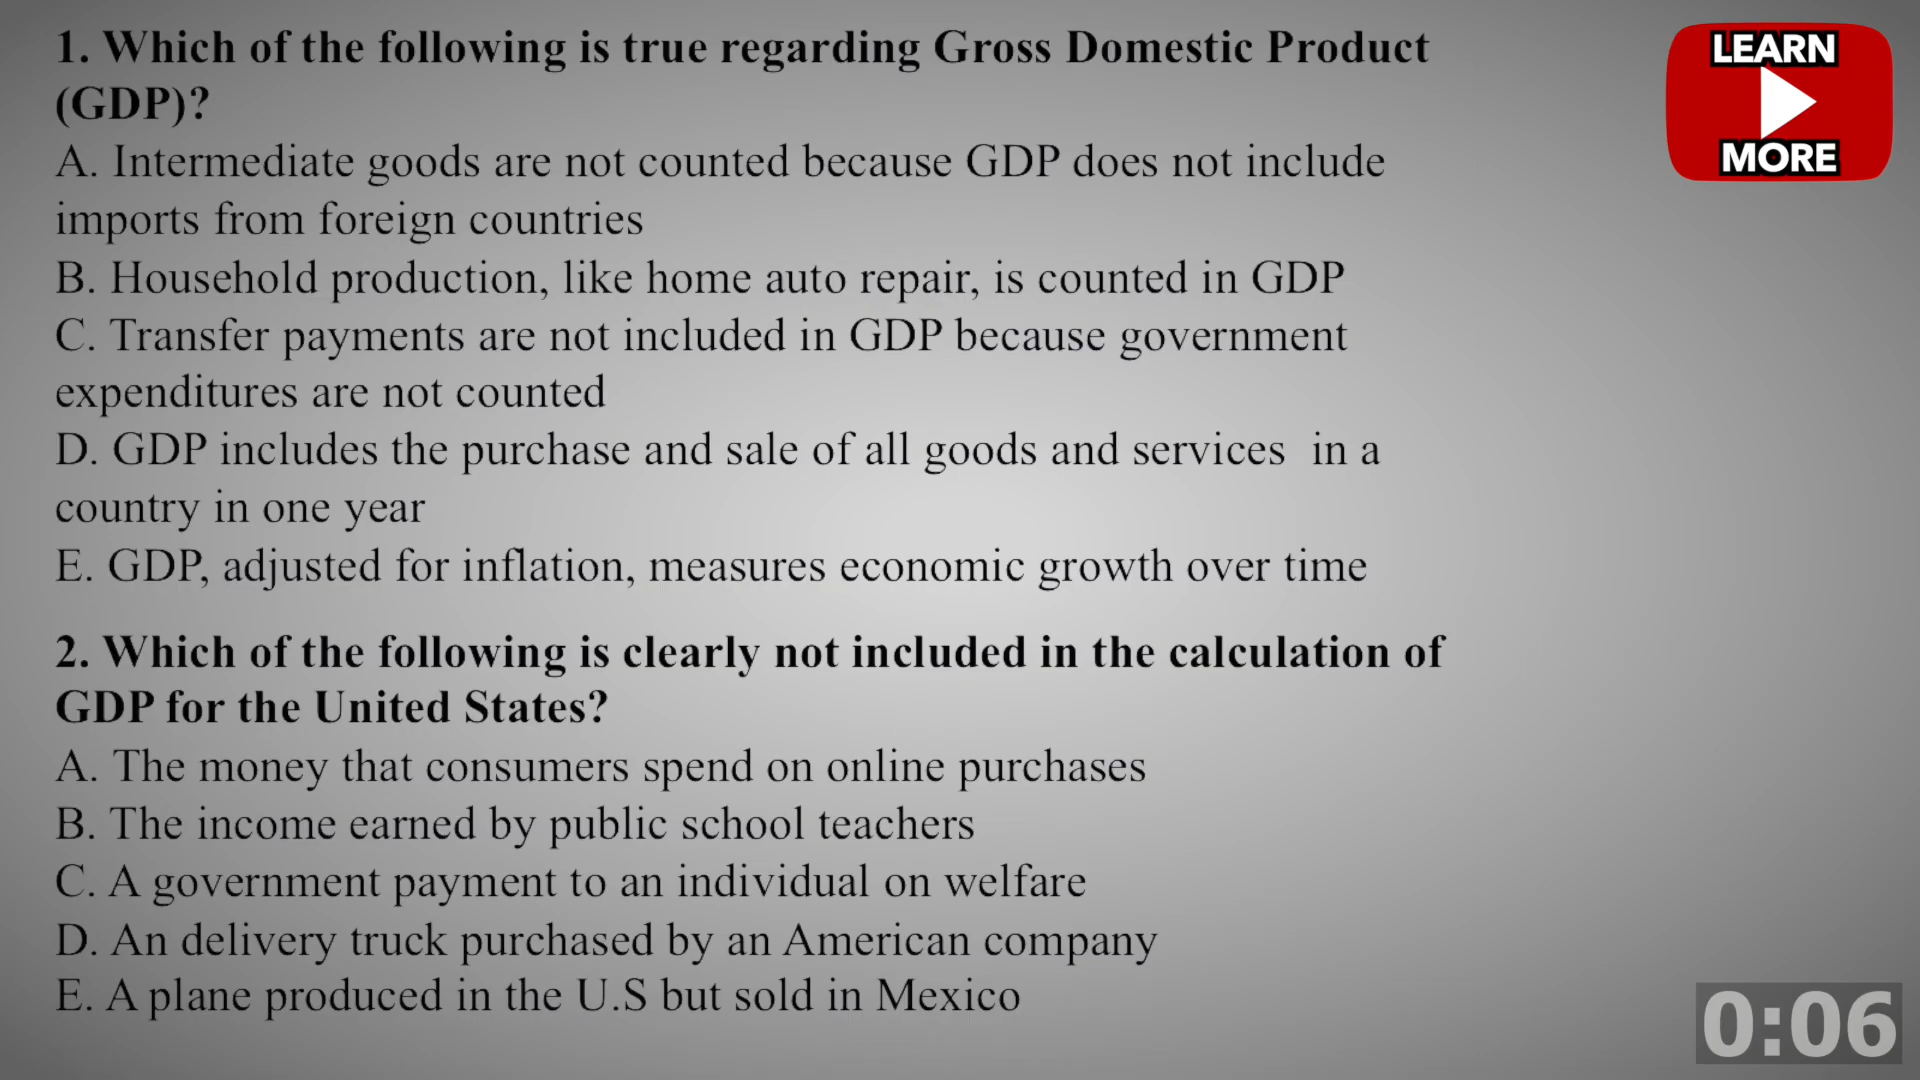 1. Which of the following is true regarding Gross Domestic Product
(GDP)?
A. Intermediate goods are not counted because GDP does not include
imports from foreign countries
B. Household production, like home auto repair, is counted in GDP
C. Transfer payments are not included in GDP because government
expenditures are not counted
D. GDP includes the purchase and sale of all goods and services  in a
country in one year
E. GDP, adjusted for inflation, measures economic growth over time
2. Which of the following is clearly not included in the calculation of
GDP for the United States?
A. The money that consumers spend on online purchases
B. The income earned by public school teachers
C. A government payment to an individual on welfare
D. An delivery truck purchased by an American company
E. A plane produced in the U.S but sold in Mexico
LEARN
MORE
0:06